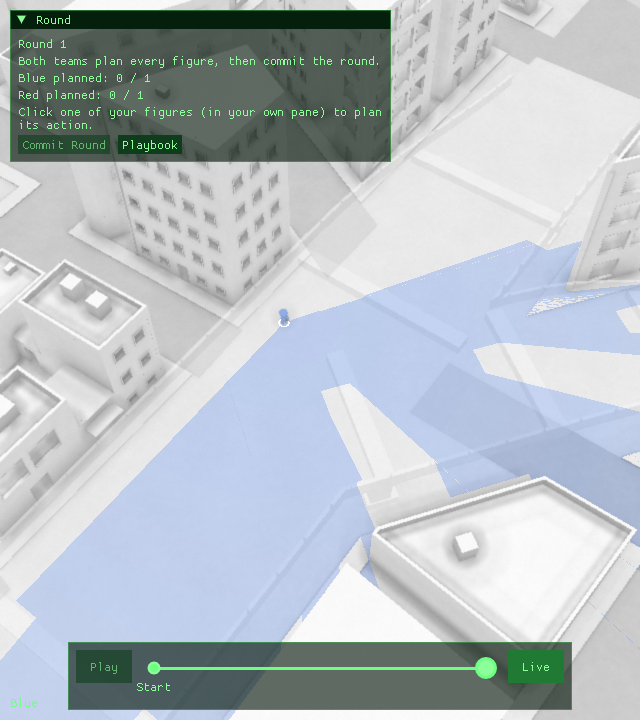 ▼ Round
Round 1
Both teams plan every figure, then commit the round.
Blue planned: 0 / 1
Red planned: 0 / 1
Click one of your figures (in your own pane) to plan
its action.
Commit Round Playbook
Play
Live
Start
Blue